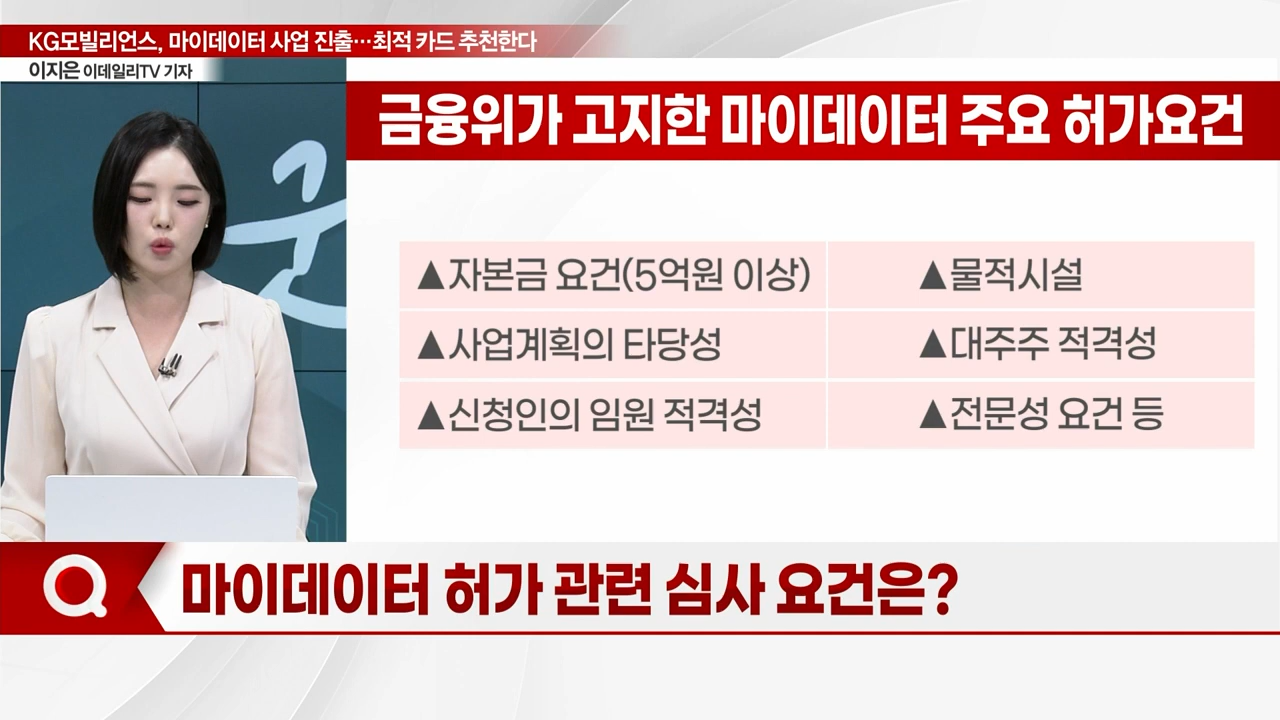 KG모빌리언스, 마이데이터 사업 진출…최적 카드 추천한다
이지은 이데일리TV 기자
금융위가 고지한 마이데이터 주요 허가요건
▲자본금 요건(5억원 이상)
▲물적시설
▲사업계획의 타당성
▲대주주 적격성
▲신청인의 임원 적격성
▲전문성 요건 등
Q 마이데이터 허가 관련 심사 요건은?